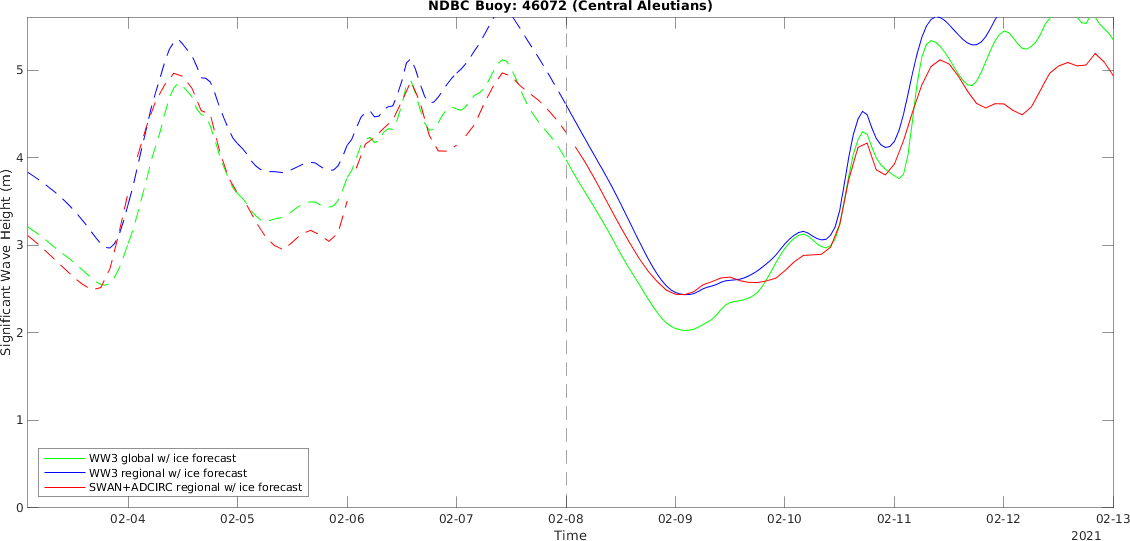 NDBC Buoy: 46072 (Central Aleutians)
Significant Wave Height (m)
5
4
3
2
1
0
WW3 global w/ ice forecast
WW3 regional w/ ice forecast
SWAN+ADCIRC regional w/ ice forecast
02-04 02-05 02-06 02-07 02-08 02-09 02-10 02-11 02-12 02-13
Time
2021